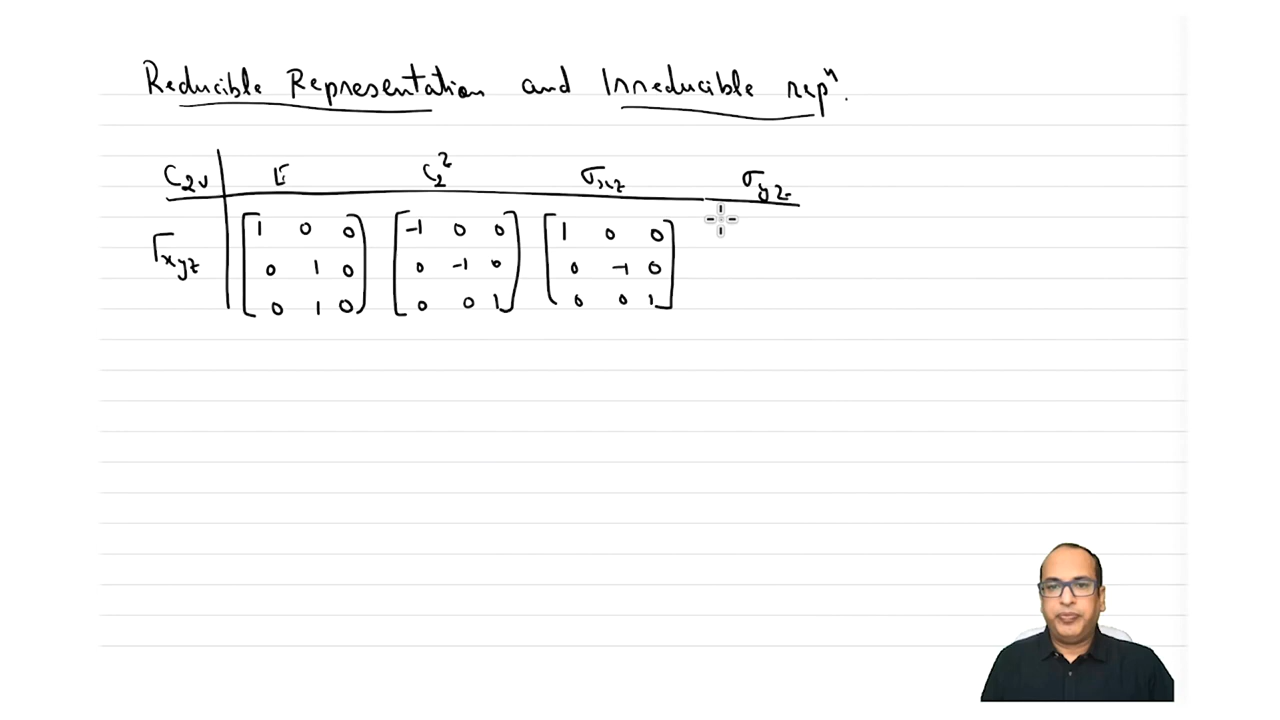 Reducible Representation and Irreducible repⁿ.
C₂ᵥ E C₂² σxz σyz
Γxyz
1 0 0 -1 0 0 1 0 0
0 1 0 0 -1 0 0 -1 0
0 1 0 0 0 1 0 0 1